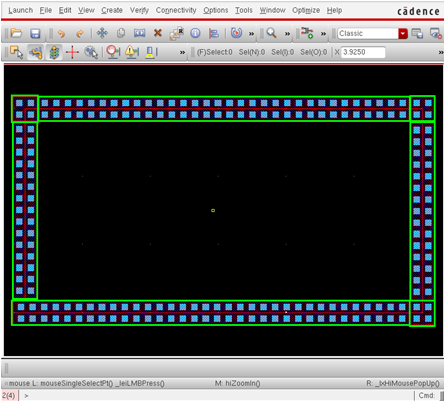 Launch File Edit View Create Verify Connectivity Options Tools Window Optimize Help cādence
» » Classic
» (F)Select:0 Sel(N):0 Sel(I):0 Sel(O):0 X 3.9250 »
mouse L: mouseSingleSelectPt() _leiLMBPress() M: hiZoomIn() R: _lxHiMousePopUp()
2(4) > Cmd: